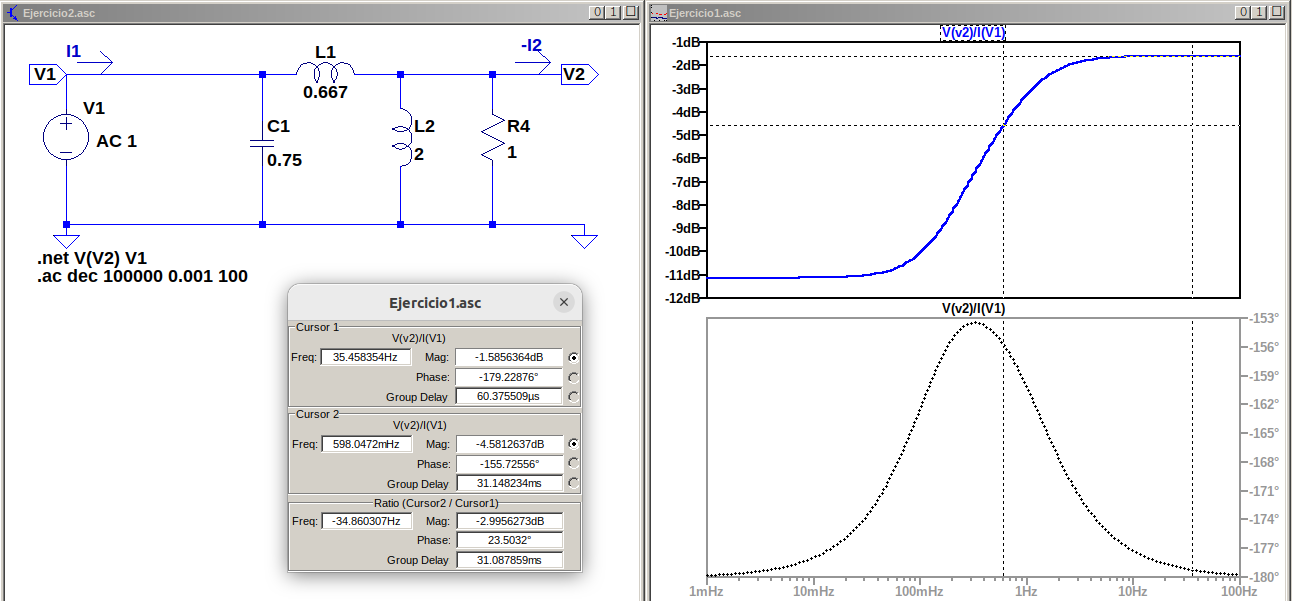 Ejercicio2.asc
0 1
I1
-I2
V1
L1
0.667
V2
V1
AC 1
C1
0.75
L2
2
R4
1
.net V(V2) V1
.ac dec 100000 0.001 100
Ejercicio1.asc
Cursor 1
V(v2)/I(V1)
Freq: 35.458354Hz Mag: -1.5856364dB
Phase: -179.22876°
Group Delay 60.375509µs
Cursor 2
V(v2)/I(V1)
Freq: 598.0472mHz Mag: -4.5812637dB
Phase: -155.72556°
Group Delay 31.148234ms
Ratio (Cursor2 / Cursor1)
Freq: -34.860307Hz Mag: -2.9956273dB
Phase: 23.5032°
Group Delay 31.087859ms
Ejercicio1.asc
0 1
V(v2)/I(V1)
-1dB
-2dB
-3dB
-4dB
-5dB
-6dB
-7dB
-8dB
-9dB
-10dB
-11dB
-12dB
V(v2)/I(V1)
-153°
-156°
-159°
-162°
-165°
-168°
-171°
-174°
-177°
-180°
1mHz 10mHz 100mHz 1Hz 10Hz 100Hz